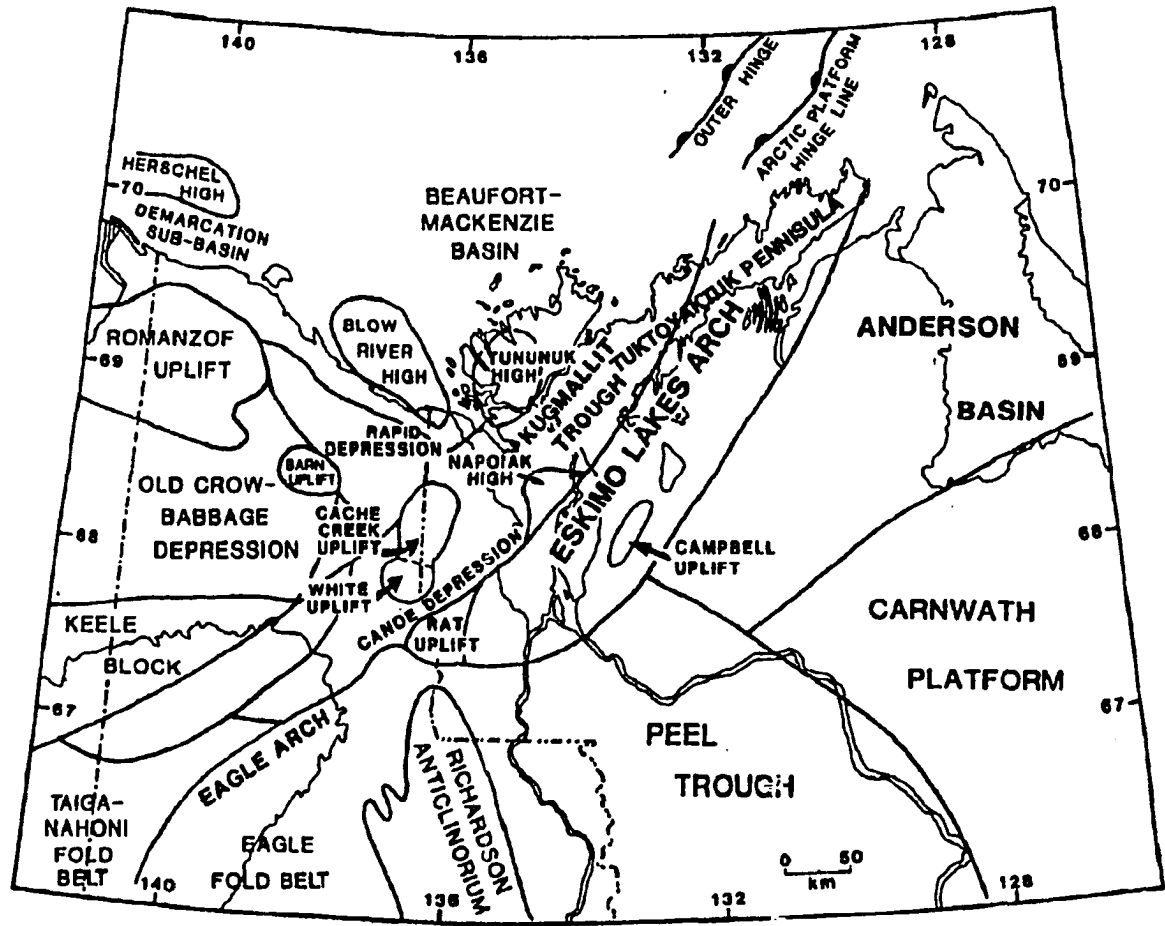 140
136
132
128
OUTER HINGE
ARCTIC PLATFORM
HINGE LINE
HERSCHEL
HIGH
70
70
DEMARCATION
SUB-BASIN
BEAUFORT-
MACKENZIE
BASIN
ROMANZOF
UPLIFT
69
BLOW
RIVER
HIGH
TUNUNUK
HIGH
KUGMALLIT
TROUGH
TUKTOYAKTUK PENNISULA
ESKIMO LAKES ARCH
ANDERSON
BASIN
69
RAPID
DEPRESSION
NAPOIAK
HIGH
BARN
UPLIFT
OLD CROW-
BABBAGE
DEPRESSION
CACHE
CREEK
UPLIFT
68
68
WHITE
UPLIFT
CANOE DEPRESSION
CAMPBELL
UPLIFT
RAT
UPLIFT
KEELE
BLOCK
CARNWATH
PLATFORM
67
67
EAGLE ARCH
RICHARDSON
ANTICLINORIUM
PEEL
TROUGH
TAIGA-
NAHONI
FOLD
BELT
EAGLE
FOLD BELT
0 50
km
140
136
132
128